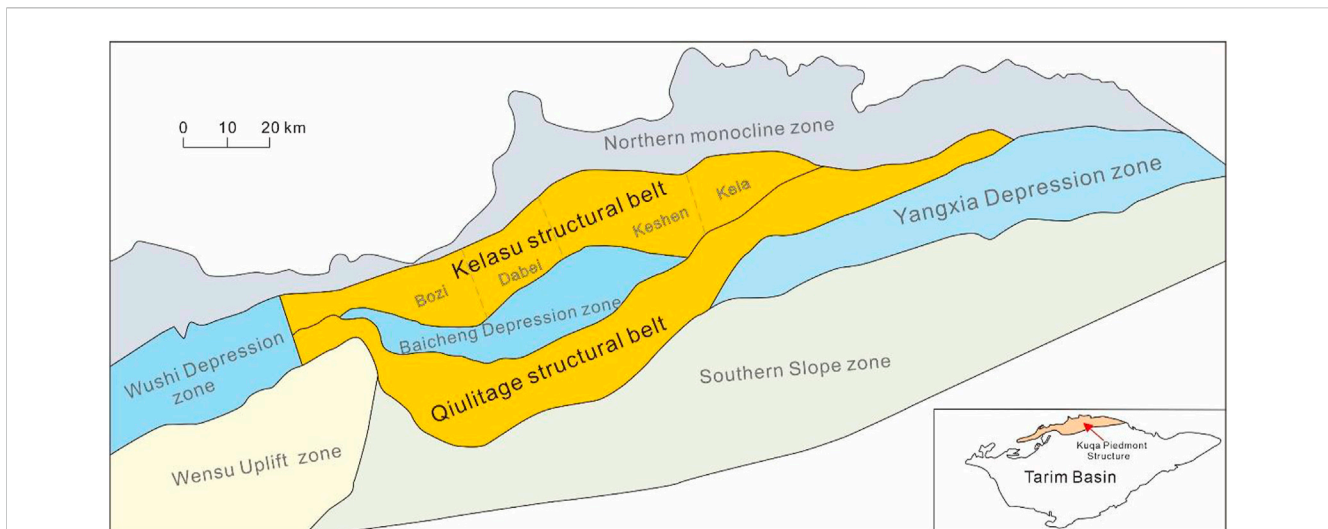 0 10 20 km
Northern monocline zone
Kelasu structural belt
Kela
Keshen
Dabei
Bozi
Yangxia Depression zone
Baicheng Depression zone
Wushi Depression
zone
Qiulitage structural belt
Southern Slope zone
Wensu Uplift zone
Kuqa Piedmont
Structure
Tarim Basin